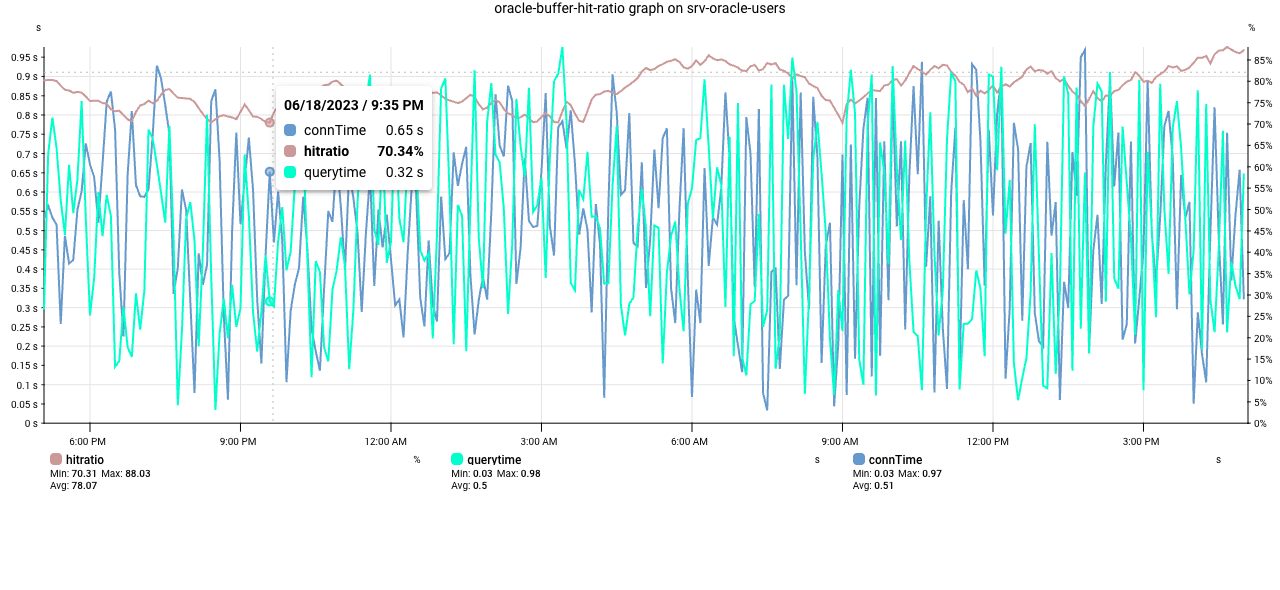 oracle-buffer-hit-ratio graph on srv-oracle-users
s
%
0.95 s
0.9 s
0.85 s
0.8 s
0.75 s
0.7 s
0.65 s
0.6 s
0.55 s
0.5 s
0.45 s
0.4 s
0.35 s
0.3 s
0.25 s
0.2 s
0.15 s
0.1 s
0.05 s
0 s
06/18/2023 / 9:35 PM
connTime 0.65 s
hitratio 70.34%
querytime 0.32 s
85%
80%
75%
70%
65%
60%
55%
50%
45%
40%
35%
30%
25%
20%
15%
10%
5%
0%
6:00 PM 9:00 PM 12:00 AM 3:00 AM 6:00 AM 9:00 AM 12:00 PM 3:00 PM
hitratio %
Min: 70.31 Max: 88.03
Avg: 78.07
querytime s
Min: 0.03 Max: 0.98
Avg: 0.5
connTime s
Min: 0.03 Max: 0.97
Avg: 0.51